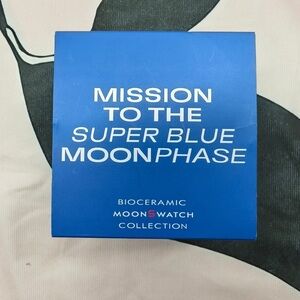 MISSION
TO THE
SUPER BLUE
MOONPHASE
BIOCERAMIC
MOONSWATCH
COLLECTION